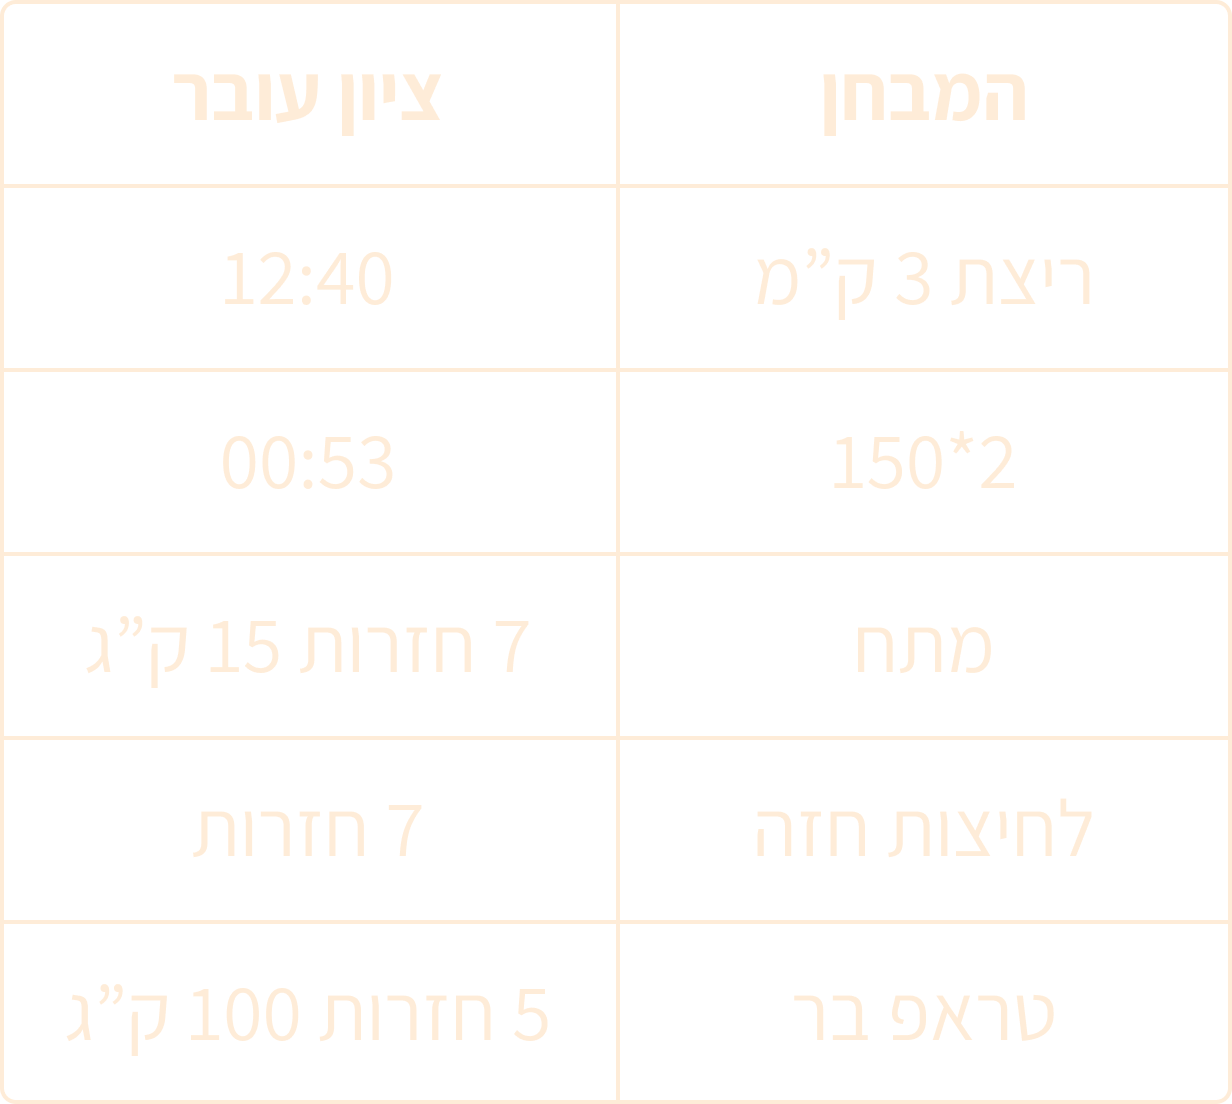 המבחן ציון עובר
ריצת 3 ק”מ 12:40
150*2 00:53
מתח 7 חזרות 15 ק”ג
לחיצות חזה 7 חזרות
טראפ בר 5 חזרות 100 ק”ג